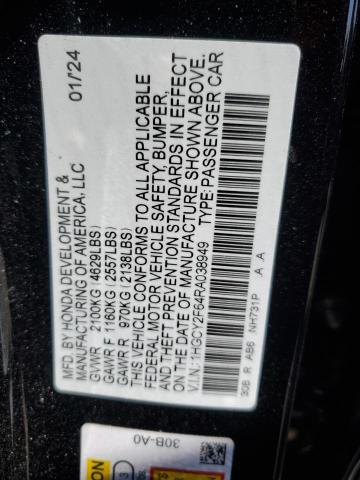 MFD. BY HONDA DEVELOPMENT & 01/24
MANUFACTURING OF AMERICA, LLC
GVWR 2100KG (4629LBS)
GAWR F 1160KG (2557LBS)
GAWR R 970KG (2138LBS)
THIS VEHICLE CONFORMS TO ALL APPLICABLE
FEDERAL MOTOR VEHICLE SAFETY, BUMPER,
AND THEFT PREVENTION STANDARDS IN EFFECT
ON THE DATE OF MANUFACTURE SHOWN ABOVE.
V.I.N.: 1HGCY2F64RA038949 TYPE: PASSENGER CAR
30B R AB6 NH731P A A
30B-A0